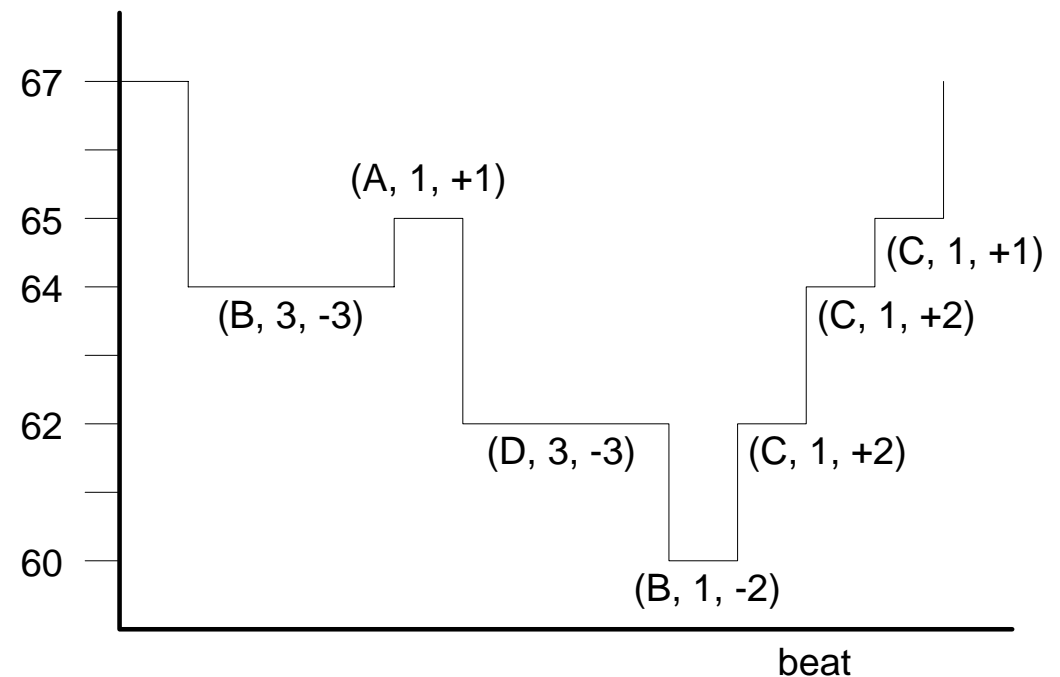 67
(A, 1, +1)
65
(C, 1, +1)
64
(B, 3, -3)
(C, 1, +2)
62
(D, 3, -3)
(C, 1, +2)
60
(B, 1, -2)
beat